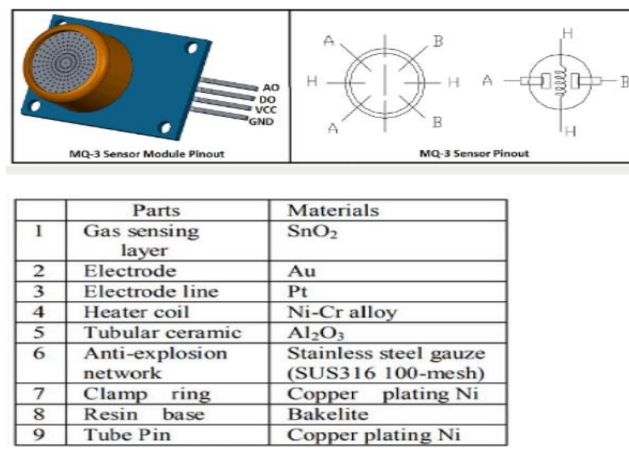 AO
DO
VCC
GND
MQ-3 Sensor Module Pinout
A B
H H
A B
H
A B
H
MQ-3 Sensor Pinout
Parts Materials
1 Gas sensing layer SnO₂
2 Electrode Au
3 Electrode line Pt
4 Heater coil Ni-Cr alloy
5 Tubular ceramic Al₂O₃
6 Anti-explosion network Stainless steel gauze (SUS316 100-mesh)
7 Clamp ring Copper plating Ni
8 Resin base Bakelite
9 Tube Pin Copper plating Ni